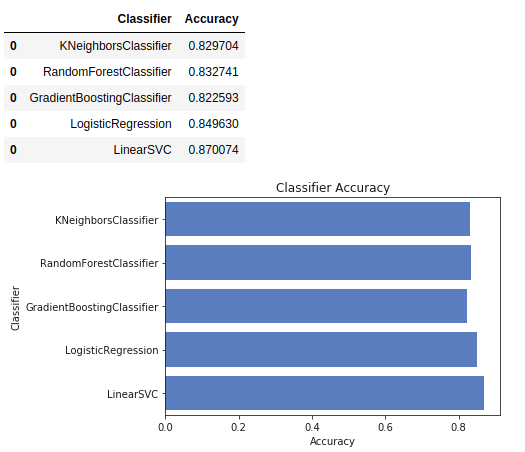 Classifier Accuracy
0 KNeighborsClassifier 0.829704
0 RandomForestClassifier 0.832741
0 GradientBoostingClassifier 0.822593
0 LogisticRegression 0.849630
0 LinearSVC 0.870074
Classifier Accuracy
KNeighborsClassifier
RandomForestClassifier
GradientBoostingClassifier
LogisticRegression
LinearSVC
Classifier
0.0 0.2 0.4 0.6 0.8
Accuracy